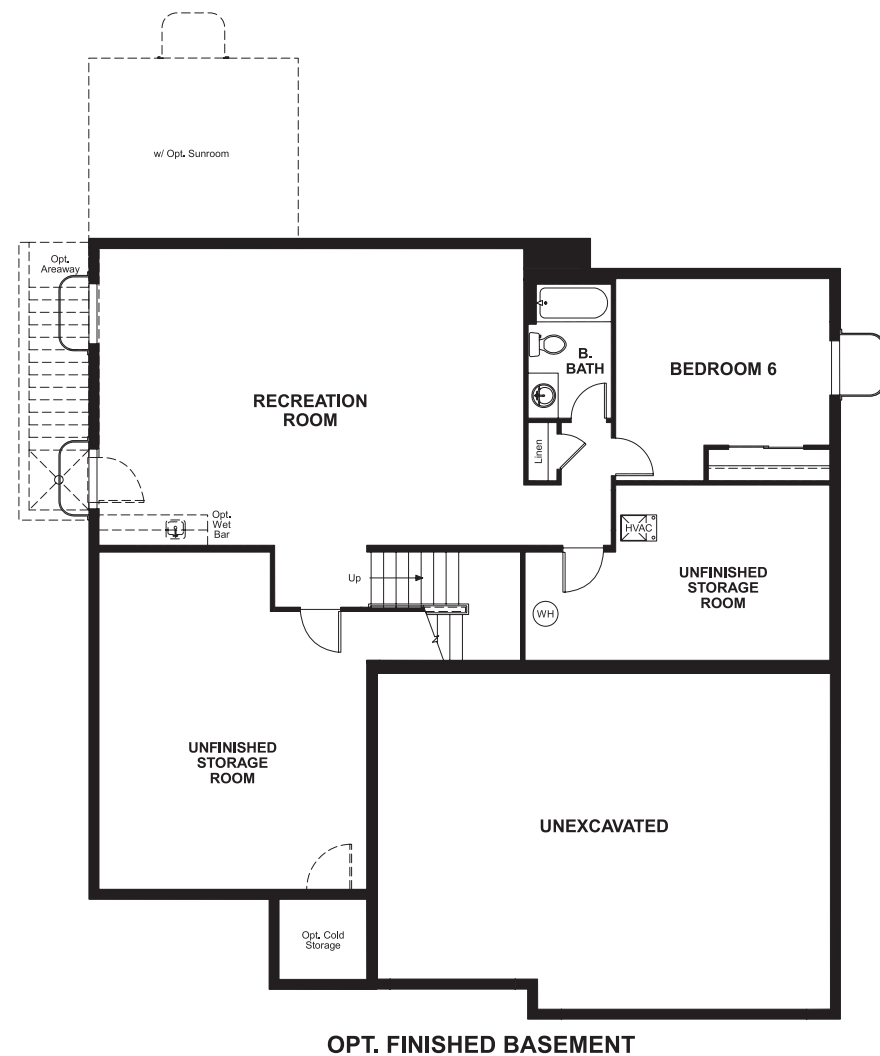 w/ Opt. Sunroom
Opt.
Areaway
RECREATION
ROOM
B.
BATH
BEDROOM 6
Linen
Opt.
Wet
Bar
HVAC
Up
UNFINISHED
STORAGE
ROOM
WH
UNFINISHED
STORAGE
ROOM
UNEXCAVATED
Opt. Cold
Storage
OPT. FINISHED BASEMENT